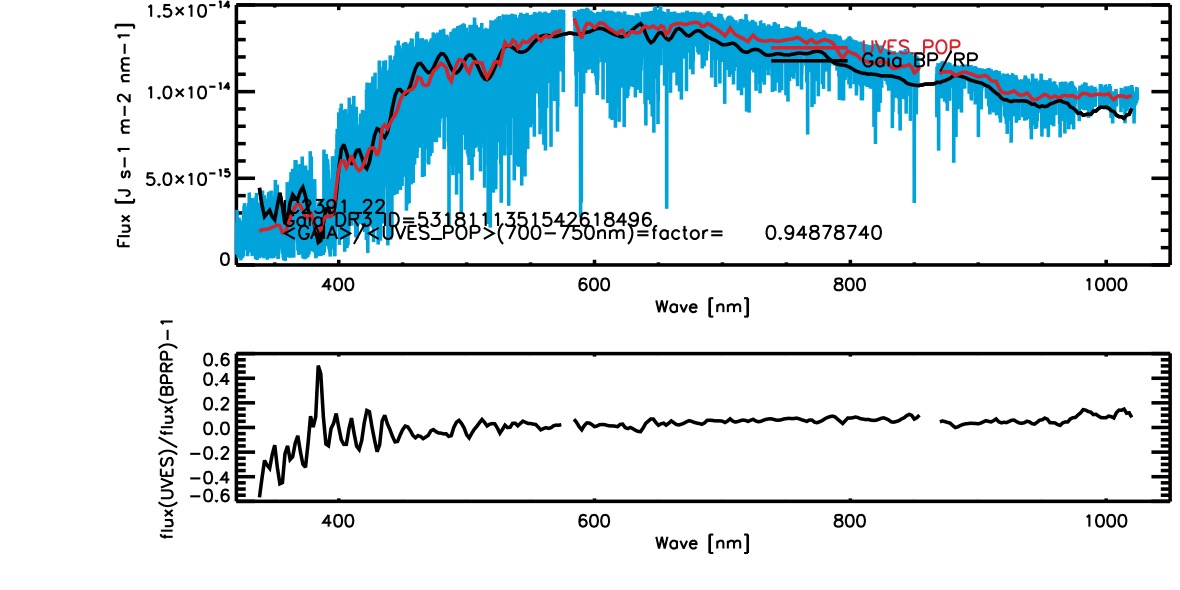 1.5×10−14
UVES_POP
Gaia BP/RP
1.0×10−14
Flux [J s−1 m−2 nm−1]
5.0×10−15
IC2391_22
Gaia DR3 ID=5318111351542618496
<GAIA>/<UVES_POP>(700−750nm)=factor= 0.94878740
0
400 600 800 1000
Wave [nm]
flux(UVES)/flux(BPRP)−1
0.6
0.4
0.2
0.0
−0.2
−0.4
−0.6
400 600 800 1000
Wave [nm]